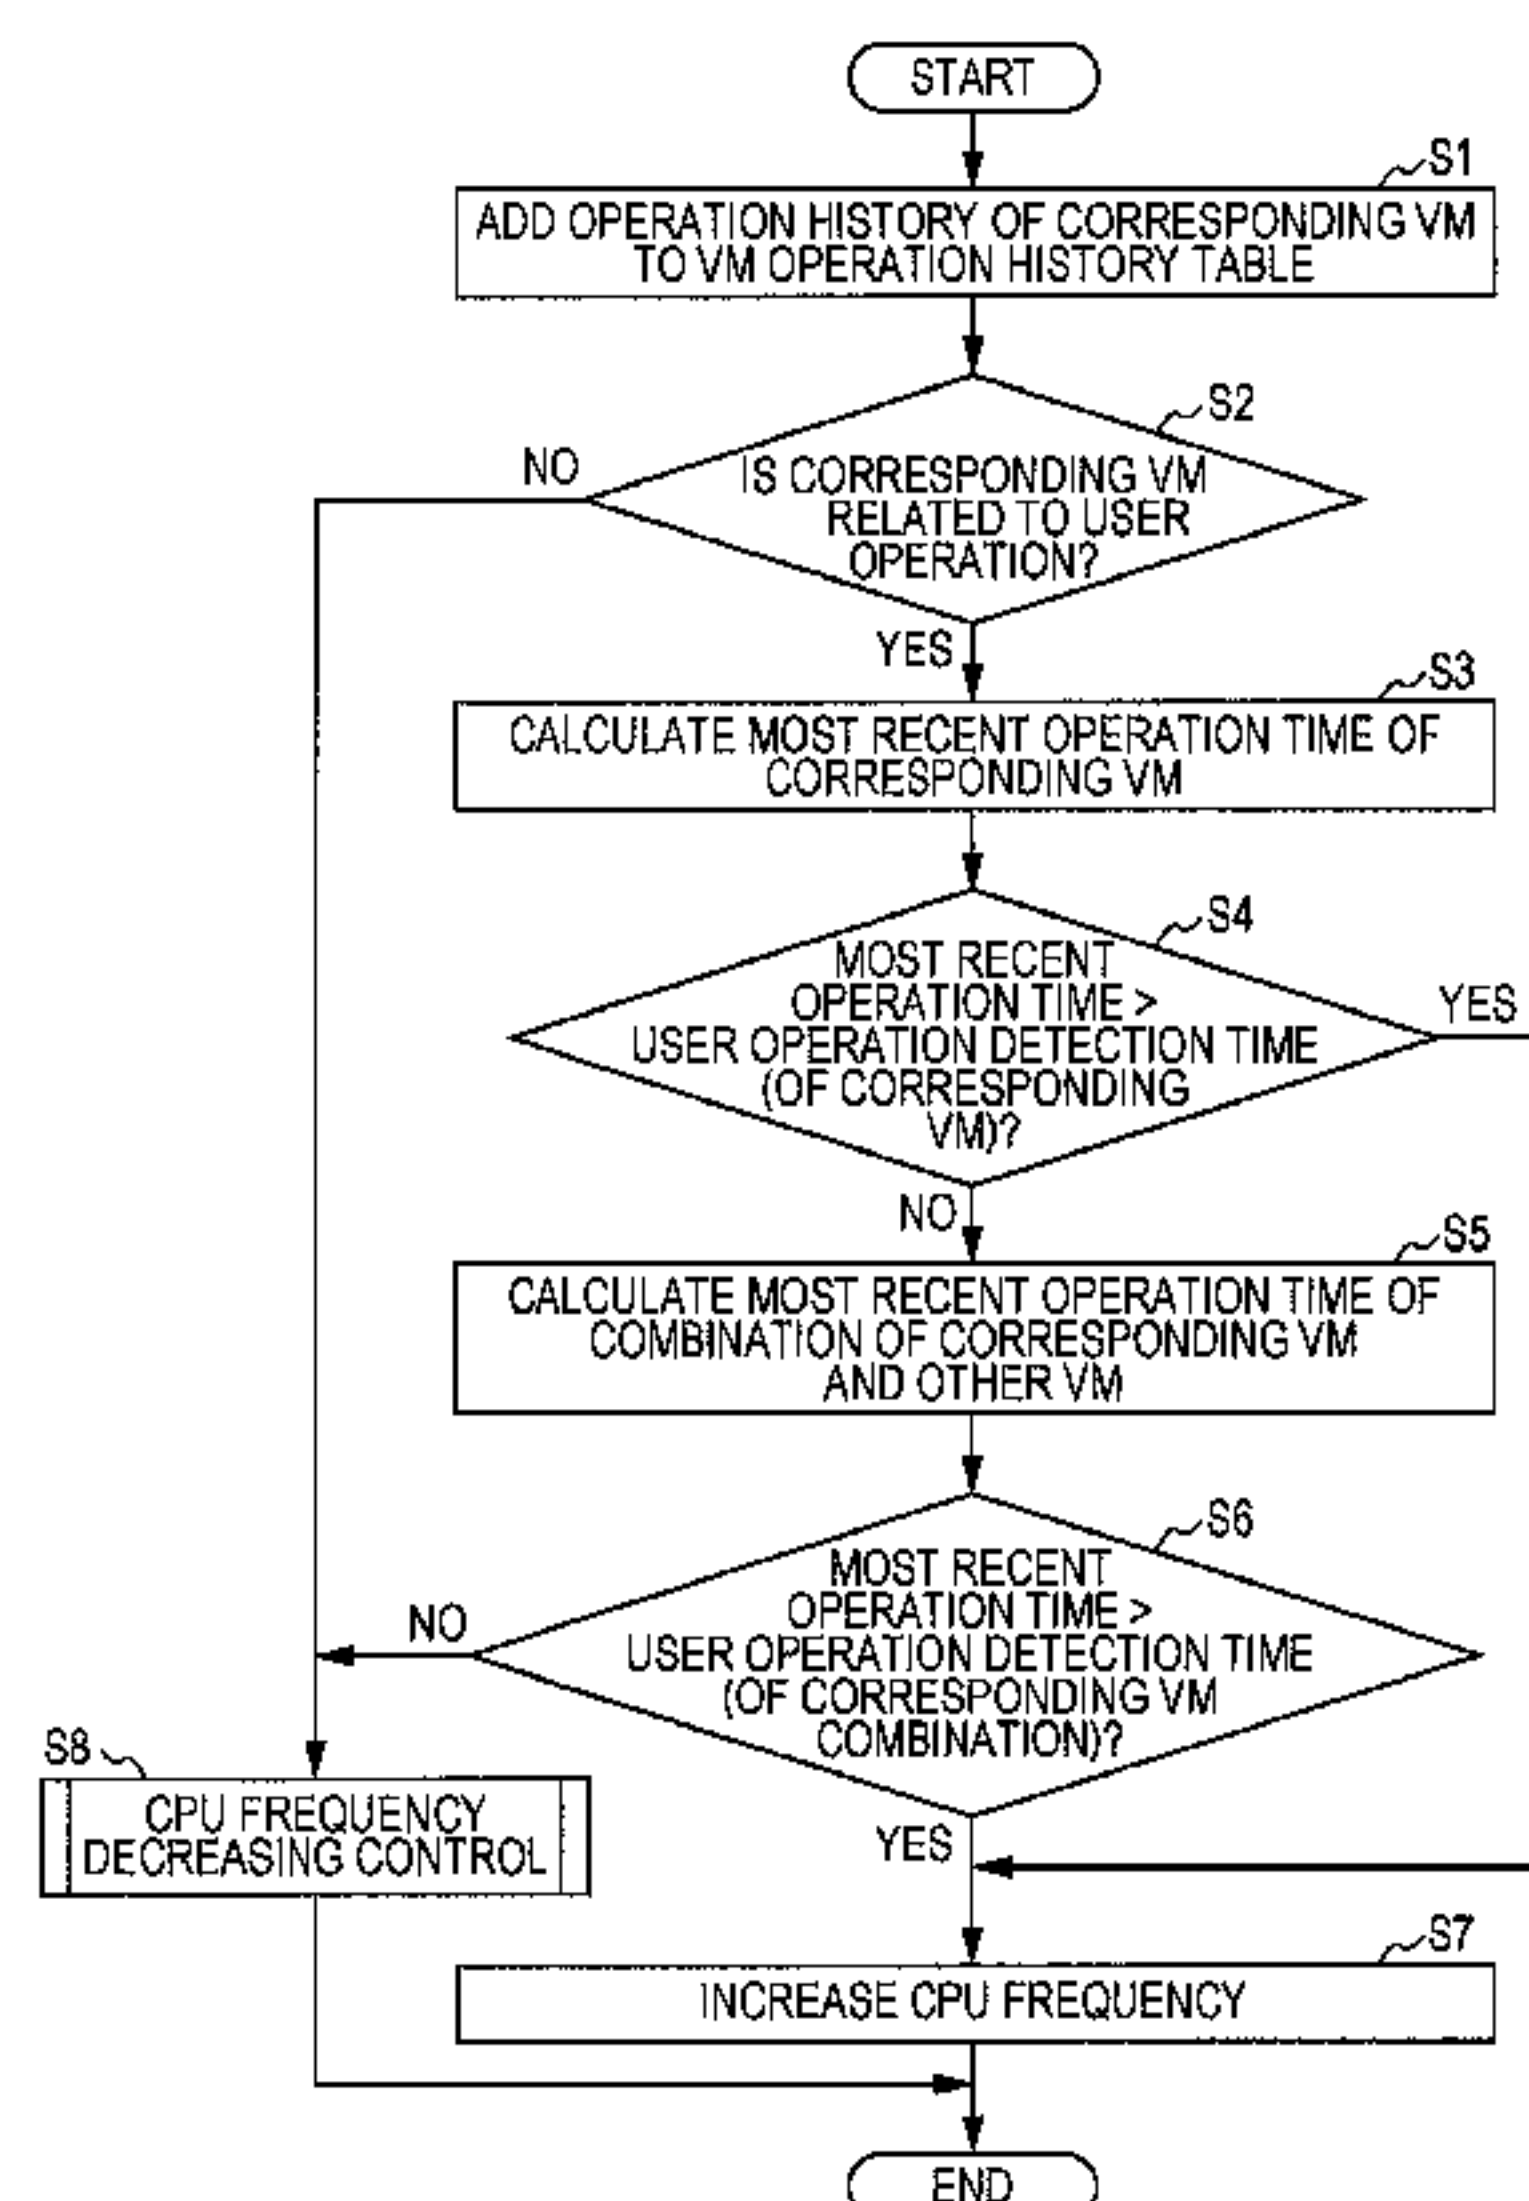 START
S1
ADD OPERATION HISTORY OF CORRESPONDING VM
TO VM OPERATION HISTORY TABLE
S2
NO
IS CORRESPONDING VM
RELATED TO USER
OPERATION?
YES
S3
CALCULATE MOST RECENT OPERATION TIME OF
CORRESPONDING VM
S4
MOST RECENT
OPERATION TIME >
USER OPERATION DETECTION TIME
(OF CORRESPONDING
VM)?
YES
NO
S5
CALCULATE MOST RECENT OPERATION TIME OF
COMBINATION OF CORRESPONDING VM
AND OTHER VM
S6
MOST RECENT
OPERATION TIME >
USER OPERATION DETECTION TIME
(OF CORRESPONDING VM
COMBINATION)?
NO
S8
CPU FREQUENCY
DECREASING CONTROL
YES
S7
INCREASE CPU FREQUENCY
END